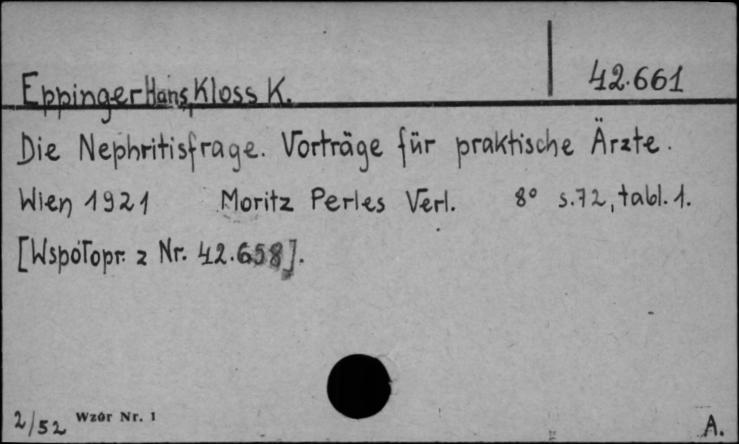 42.661
Eppinger Hans, Kloss K.
Die Nephritisfrage. Vorträge für praktische Ärzte.
Wien 1921 Moritz Perles Verl. 8° s.72, tabl. 1.
[Współopr. z Nr. 42.658].
2/52 Wzór Nr. 1 A.